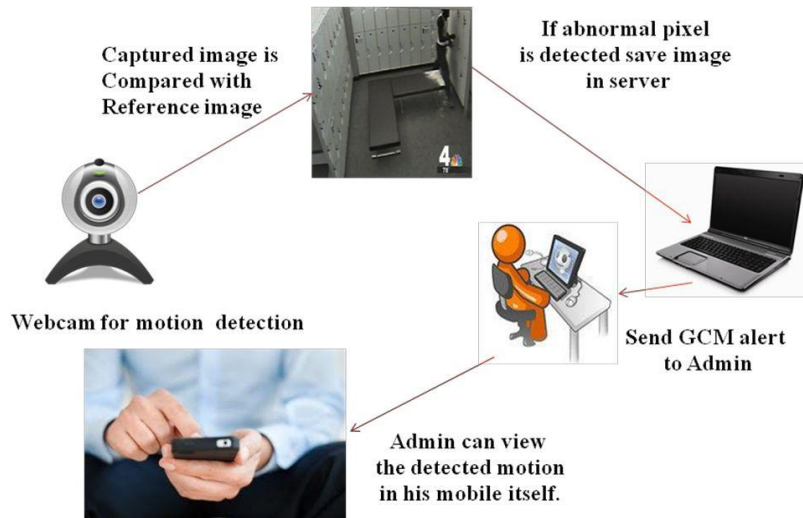 Captured image is
Compared with
Reference image
If abnormal pixel
is detected save image
in server
4
Webcam for motion detection
Send GCM alert
to Admin
Admin can view
the detected motion
in his mobile itself.